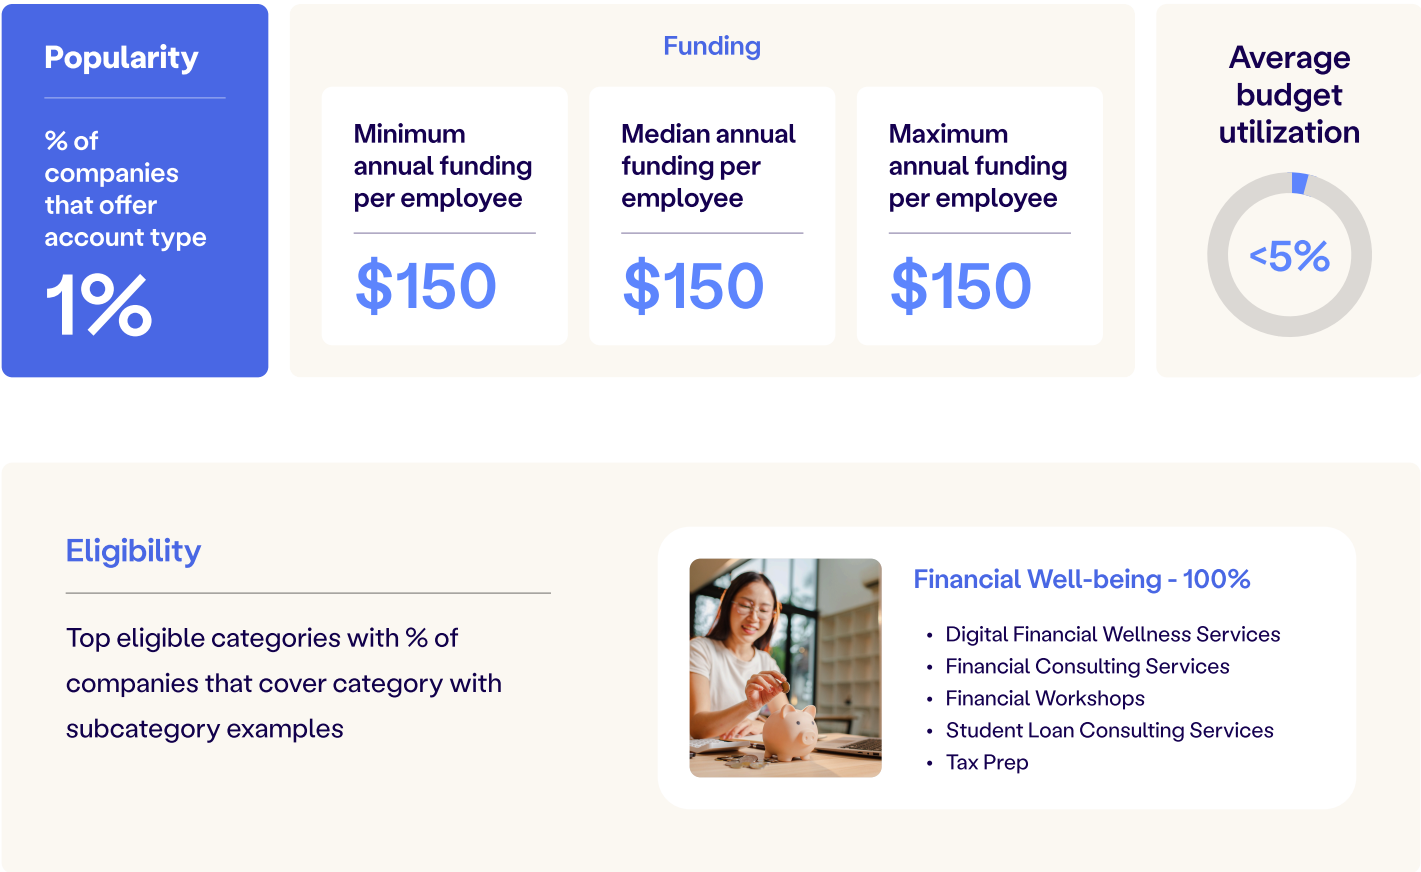 Popularity
% of
companies
that offer
account type
1%
Funding
Minimum
annual funding
per employee
$150
Median annual
funding per
employee
$150
Maximum
annual funding
per employee
$150
Average
budget
utilization
<5%
Eligibility
Top eligible categories with % of
companies that cover category with
subcategory examples
Financial Well-being - 100%
• Digital Financial Wellness Services
• Financial Consulting Services
• Financial Workshops
• Student Loan Consulting Services
• Tax Prep